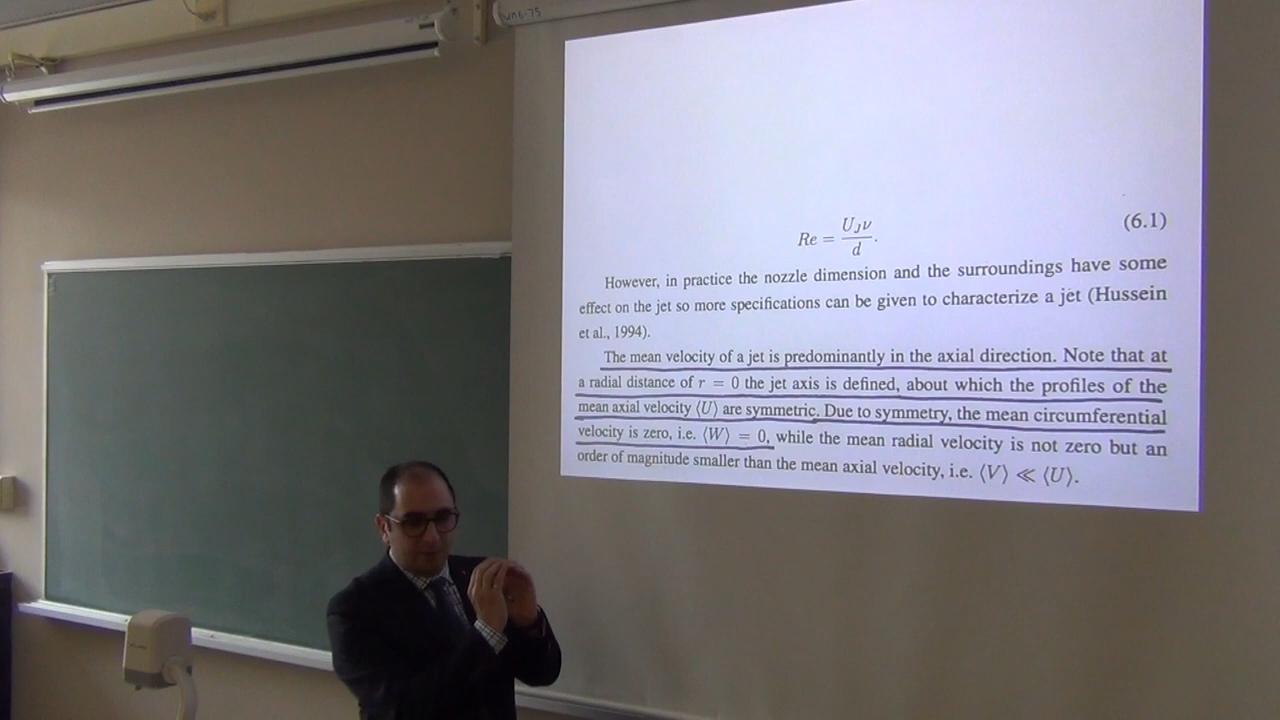 Re = U_J ν / d. (6.1)
However, in practice the nozzle dimension and the surroundings have some
effect on the jet so more specifications can be given to characterize a jet (Hussein
et al., 1994).
The mean velocity of a jet is predominantly in the axial direction. Note that at
a radial distance of r = 0 the jet axis is defined, about which the profiles of the
mean axial velocity ⟨U⟩ are symmetric. Due to symmetry, the mean circumferential
velocity is zero, i.e. ⟨W⟩ = 0, while the mean radial velocity is not zero but an
order of magnitude smaller than the mean axial velocity, i.e. ⟨V⟩ ≪ ⟨U⟩.